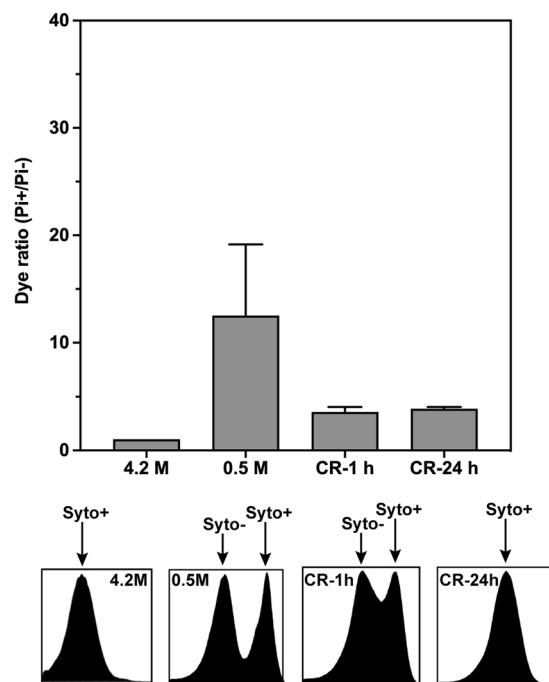 40
30
20
10
0
Dye ratio (Pi+/Pi-)
4.2 M 0.5 M CR-1 h CR-24 h
Syto+ Syto- Syto+ Syto- Syto+ Syto+
4.2M 0.5M CR-1h CR-24h